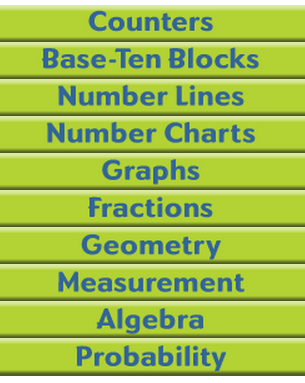 Counters
Base-Ten Blocks
Number Lines
Number Charts
Graphs
Fractions
Geometry
Measurement
Algebra
Probability